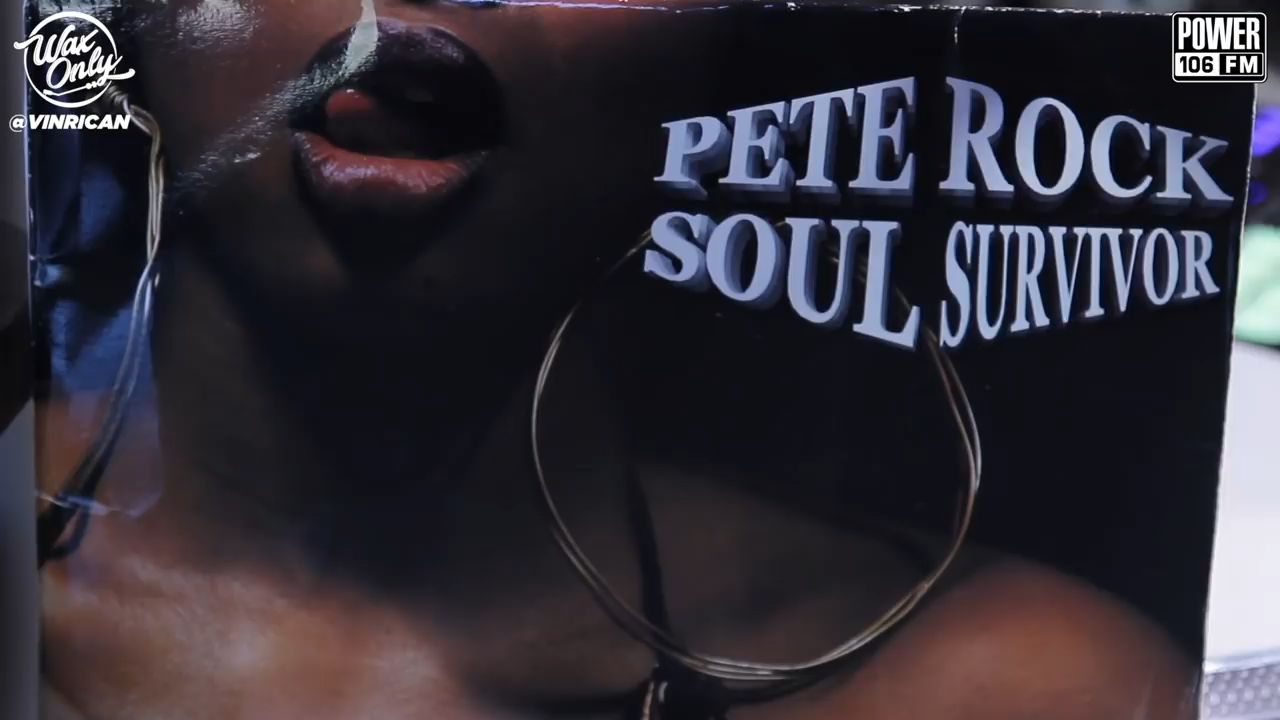 Wax
Only
@VINRICAN
POWER
106 FM
PETE ROCK
SOUL SURVIVOR